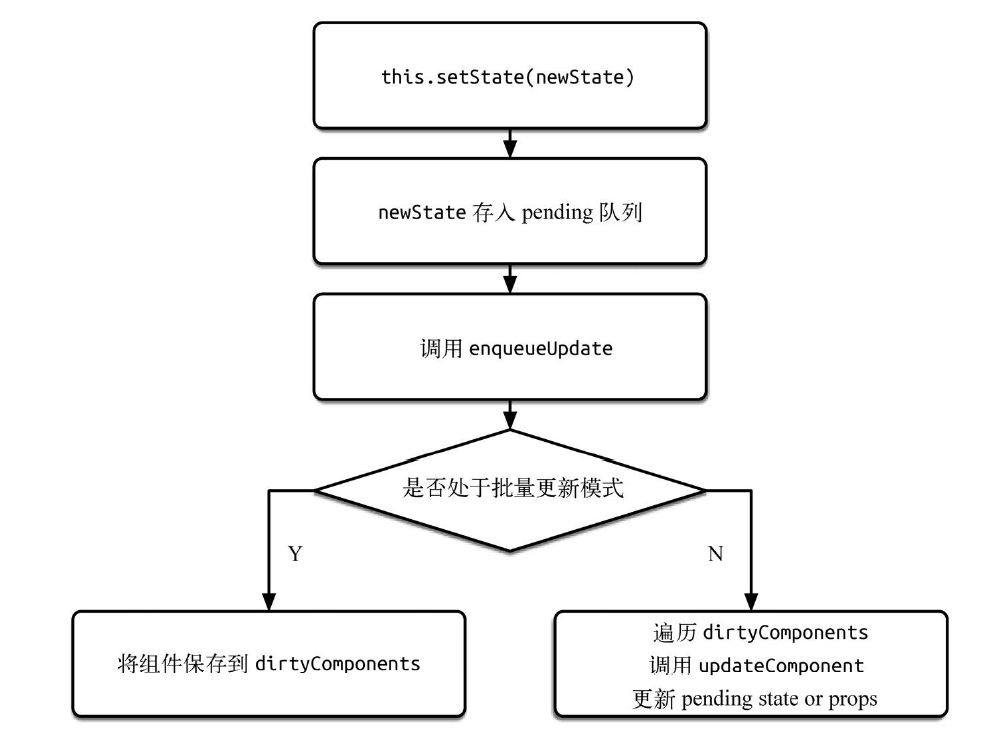 this.setState(newState)
newState 存入 pending 队列
调用 enqueueUpdate
是否处于批量更新模式
Y
N
将组件保存到 dirtyComponents
遍历 dirtyComponents
调用 updateComponent
更新 pending state or props